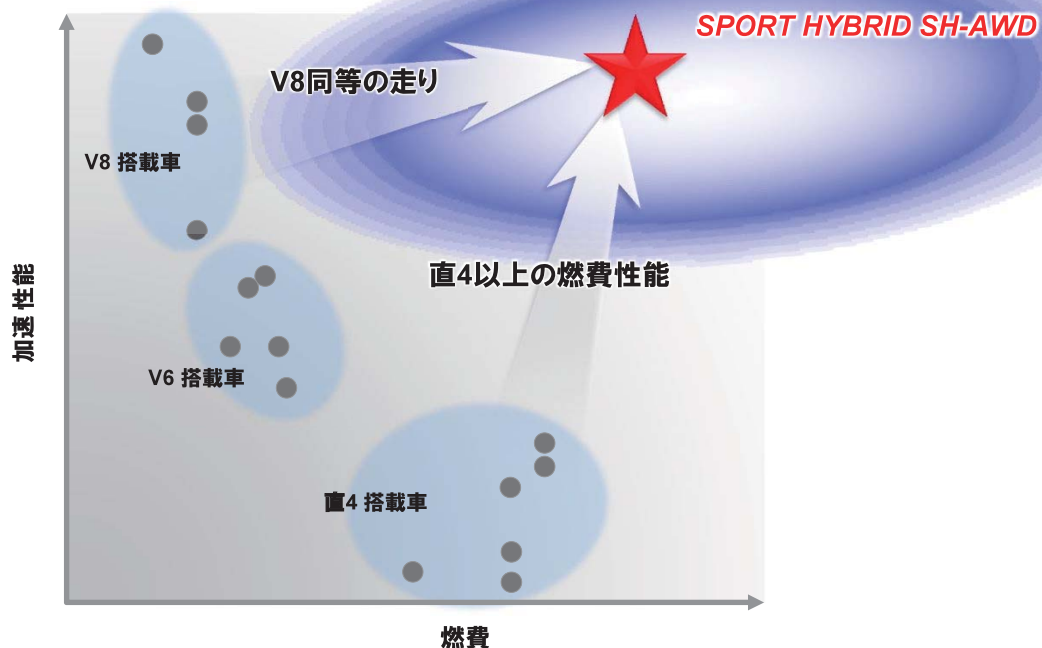 SPORT HYBRID SH-AWD
V8同等の走り
V8 搭載車
直4以上の燃費性能
加速性能
V6 搭載車
直4 搭載車
燃費